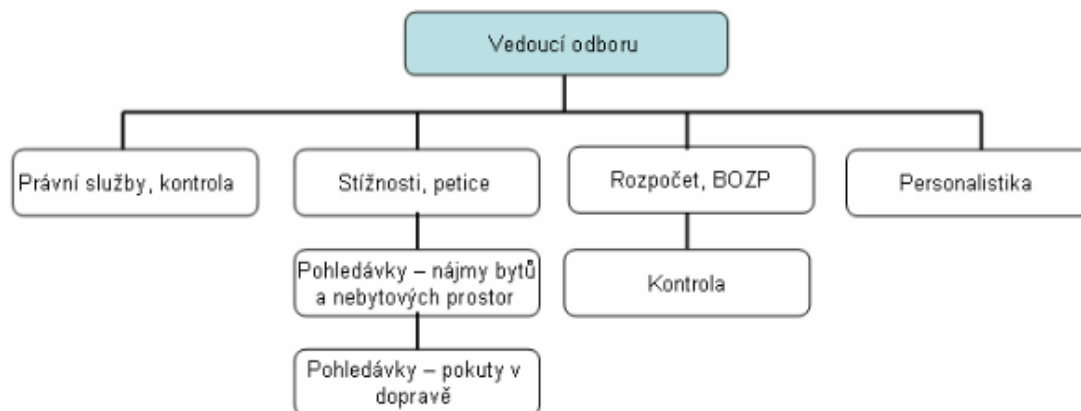 Vedoucí odboru
Právní služby, kontrola
Stížnosti, petice
Rozpočet, BOZP
Personalistika
Pohledávky – nájmy bytů
a nebytových prostor
Kontrola
Pohledávky – pokuty v
dopravě